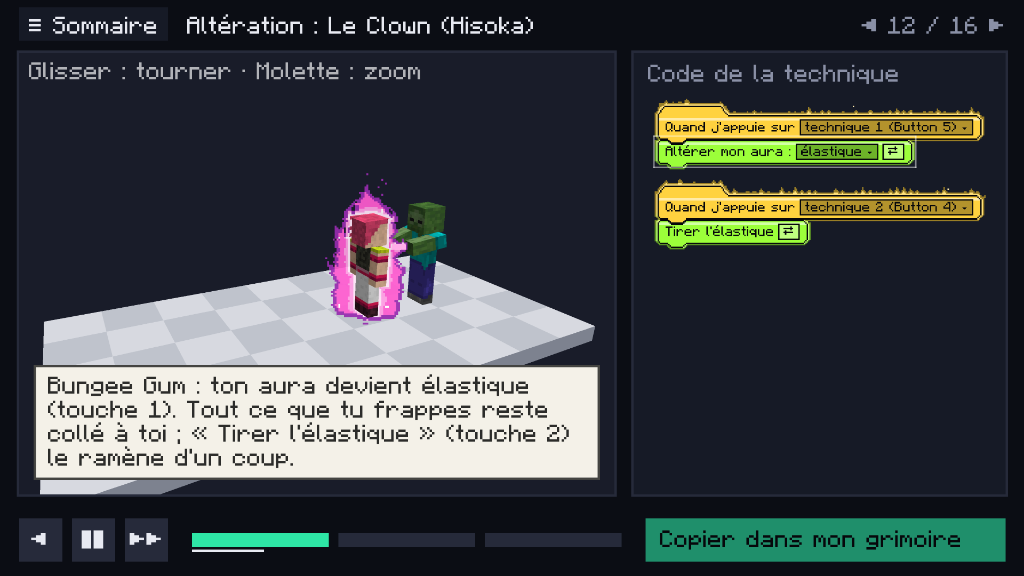 ≡ Sommaire
Altération : Le Clown (Hisoka)
12 / 16
Glisser : tourner · Molette : zoom
Code de la technique
Quand j'appuie sur technique 1 (Button 5)
Altérer mon aura : élastique
Quand j'appuie sur technique 2 (Button 4)
Tirer l'élastique
Bungee Gum : ton aura devient élastique
(touche 1). Tout ce que tu frappes reste
collé à toi ; « Tirer l'élastique » (touche 2)
le ramène d'un coup.
Copier dans mon grimoire